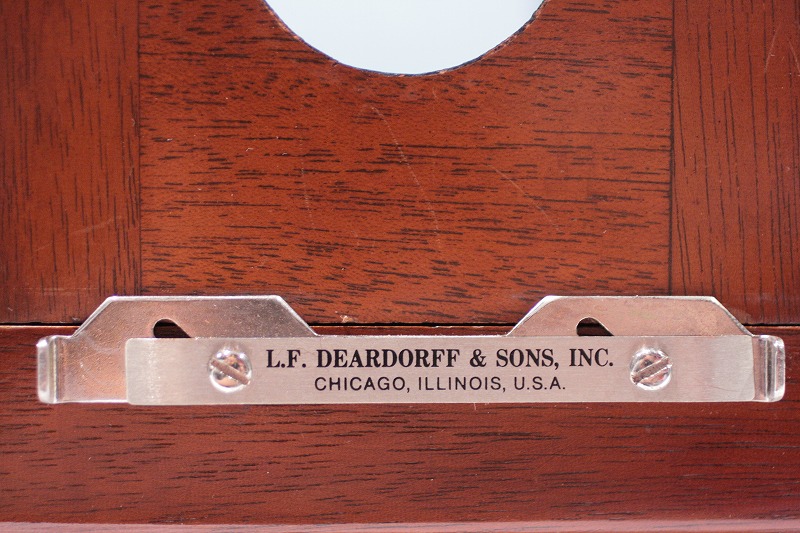 L.F. DEARDORFF & SONS, INC.
CHICAGO, ILLINOIS, U.S.A.